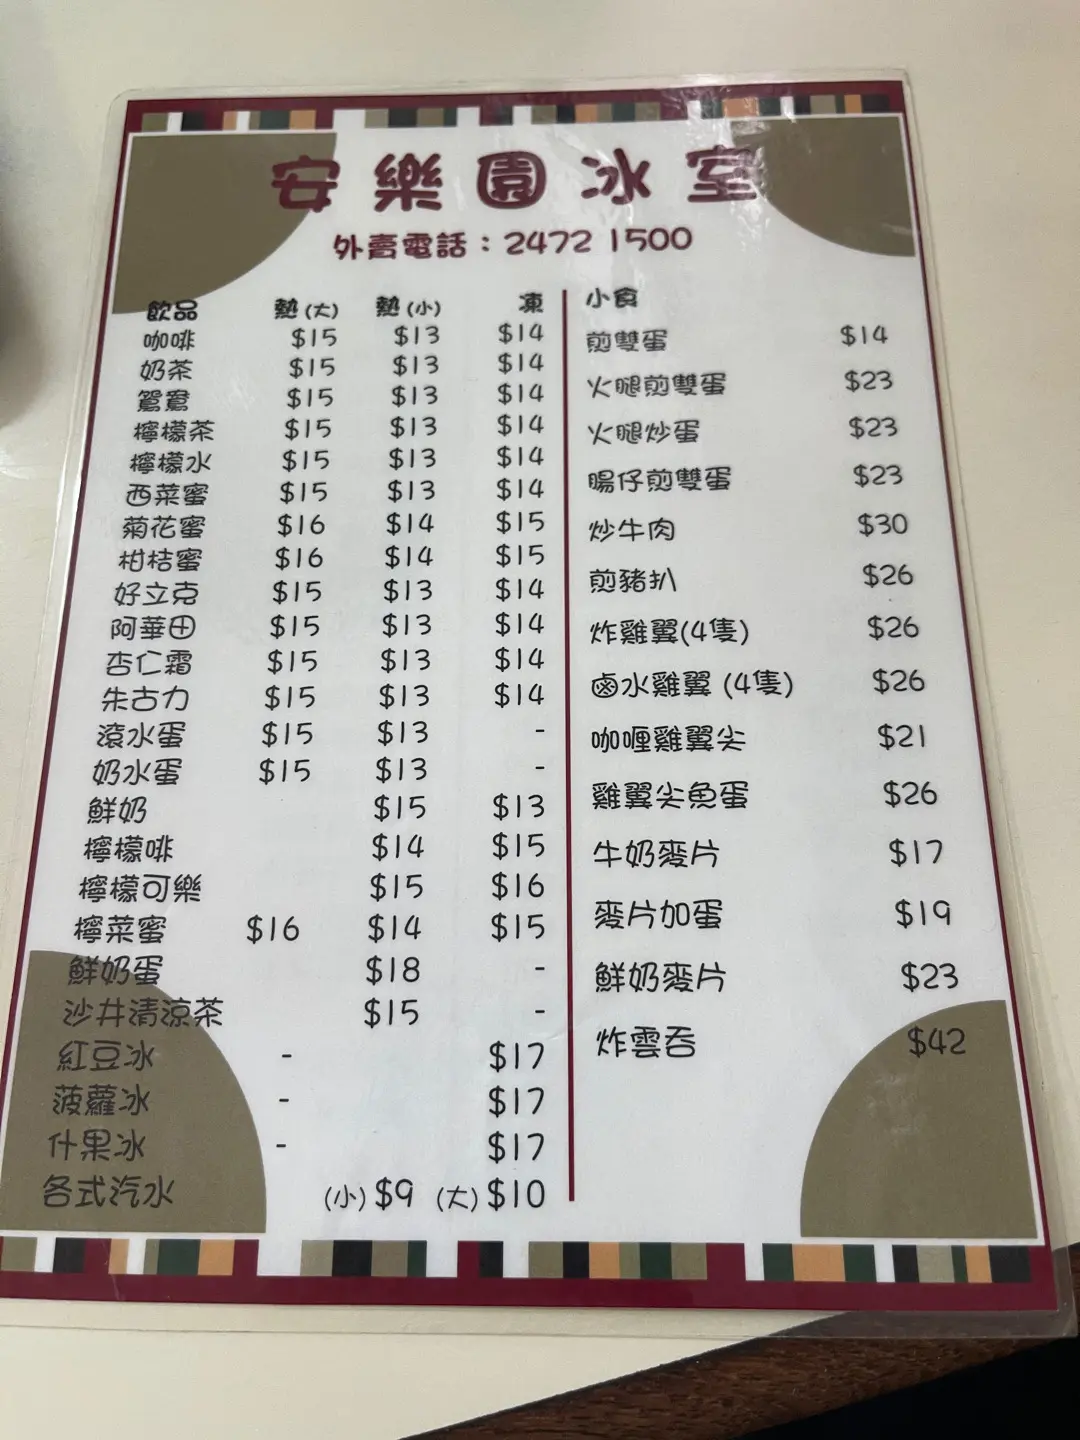 安樂園冰室
外賣電話：2472 1500
飲品 熱(大) 熱(小) 凍
咖啡 $15 $13 $14
奶茶 $15 $13 $14
鴛鴦 $15 $13 $14
檸檬茶 $15 $13 $14
檸檬水 $15 $13 $14
西菜蜜 $15 $13 $14
菊花蜜 $16 $14 $15
柑桔蜜 $16 $14 $15
好立克 $15 $13 $14
阿華田 $15 $13 $14
杏仁霜 $15 $13 $14
朱古力 $15 $13 $14
滾水蛋 $15 $13 -
奶水蛋 $15 $13 -
鮮奶 $15 $13
檸檬啡 $14 $15
檸檬可樂 $15 $16
檸菜蜜 $16 $14 $15
鮮奶蛋 $18 -
沙井清涼茶 $15 -
紅豆冰 - $17
菠蘿冰 - $17
什果冰 - $17
各式汽水 (小) $9 (大) $10
小食
煎雙蛋 $14
火腿煎雙蛋 $23
火腿炒蛋 $23
腸仔煎雙蛋 $23
炒牛肉 $30
煎豬扒 $26
炸雞翼(4隻) $26
鹵水雞翼 (4隻) $26
咖喱雞翼尖 $21
雞翼尖魚蛋 $26
牛奶麥片 $17
麥片加蛋 $19
鮮奶麥片 $23
炸雲吞 $42